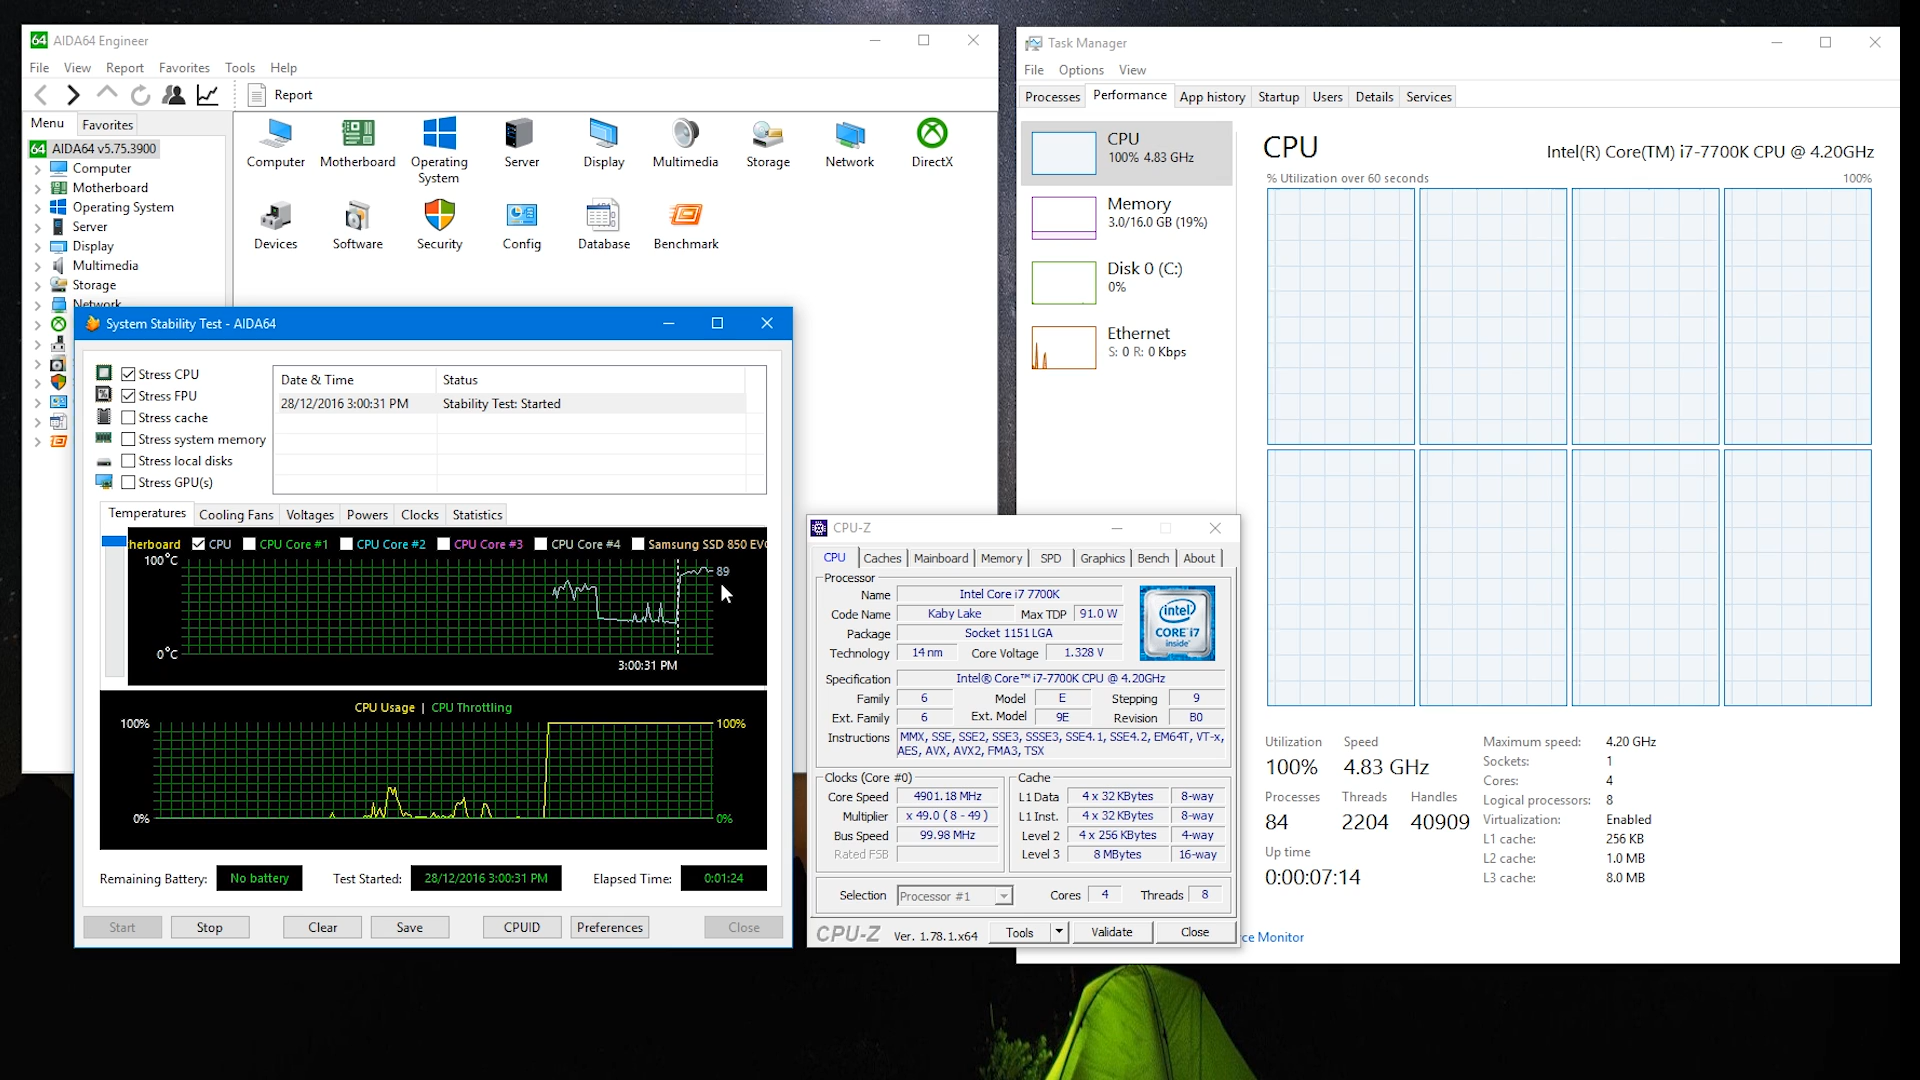 AIDA64 Engineer
File View Report Favorites Tools Help
Report
Menu Favorites
AIDA64 v5.75.3900
Computer
Motherboard
Operating System
Server
Display
Multimedia
Storage
Network
Computer Motherboard Operating System Server Display Multimedia Storage Network DirectX
Devices Software Security Config Database Benchmark
System Stability Test - AIDA64
Stress CPU
Stress FPU
Stress cache
Stress system memory
Stress local disks
Stress GPU(s)
Date & Time Status
28/12/2016 3:00:31 PM Stability Test: Started
Temperatures Cooling Fans Voltages Powers Clocks Statistics
herboard CPU CPU Core #1 CPU Core #2 CPU Core #3 CPU Core #4 Samsung SSD 850 EVO
100°C
89
0°C
3:00:31 PM
CPU Usage | CPU Throttling
100% 100%
0% 0%
Remaining Battery: No battery Test Started: 28/12/2016 3:00:31 PM Elapsed Time: 0:01:24
Start Stop Clear Save CPUID Preferences Close
CPU-Z
CPU Caches Mainboard Memory SPD Graphics Bench About
Processor
Name Intel Core i7 7700K
Code Name Kaby Lake Max TDP 91.0 W
Package Socket 1151 LGA
Technology 14 nm Core Voltage 1.328 V
intel
CORE i7
inside
Specification Intel® Core™ i7-7700K CPU @ 4.20GHz
Family 6 Model E Stepping 9
Ext. Family 6 Ext. Model 9E Revision B0
Instructions MMX, SSE, SSE2, SSE3, SSSE3, SSE4.1, SSE4.2, EM64T, VT-x,
AES, AVX, AVX2, FMA3, TSX
Clocks (Core #0)
Core Speed 4901.18 MHz
Multiplier x 49.0 ( 8 - 49 )
Bus Speed 99.98 MHz
Rated FSB
Cache
L1 Data 4 x 32 KBytes 8-way
L1 Inst. 4 x 32 KBytes 8-way
Level 2 4 x 256 KBytes 4-way
Level 3 8 MBytes 16-way
Selection Processor #1 Cores 4 Threads 8
CPU-Z Ver. 1.78.1.x64 Tools Validate Close
Task Manager
File Options View
Processes Performance App history Startup Users Details Services
CPU
100% 4.83 GHz
Memory
3.0/16.0 GB (19%)
Disk 0 (C:)
0%
Ethernet
S: 0 R: 0 Kbps
CPU Intel(R) Core(TM) i7-7700K CPU @ 4.20GHz
% Utilization over 60 seconds 100%
Utilization Speed
100% 4.83 GHz
Processes Threads Handles
84 2204 40909
Up time
0:00:07:14
Maximum speed: 4.20 GHz
Sockets: 1
Cores: 4
Logical processors: 8
Virtualization: Enabled
L1 cache: 256 KB
L2 cache: 1.0 MB
L3 cache: 8.0 MB
ce Monitor